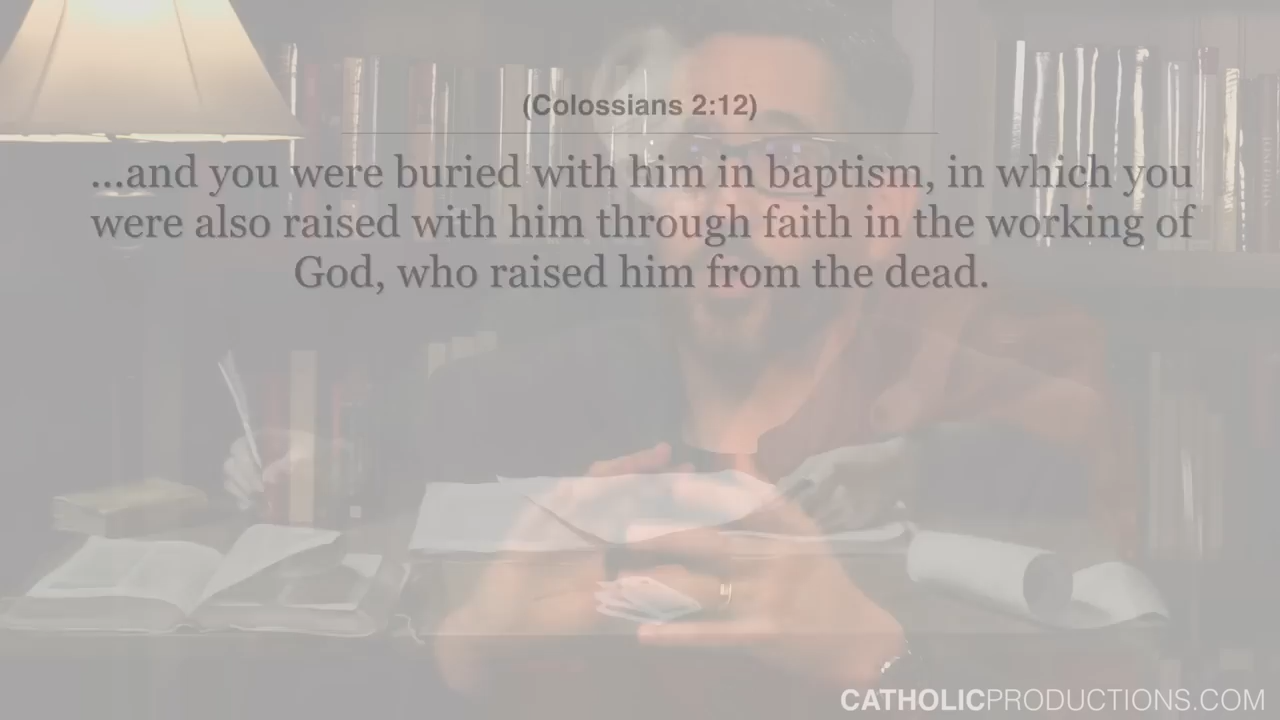 (Colossians 2:12)
...and you were buried with him in baptism, in which you
were also raised with him through faith in the working of
God, who raised him from the dead.
CATHOLICPRODUCTIONS.COM